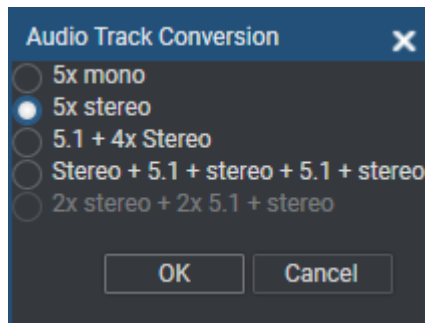 Audio Track Conversion
5x mono
5x stereo
5.1 + 4x Stereo
Stereo + 5.1 + stereo + 5.1 + stereo
2x stereo + 2x 5.1 + stereo
OK Cancel